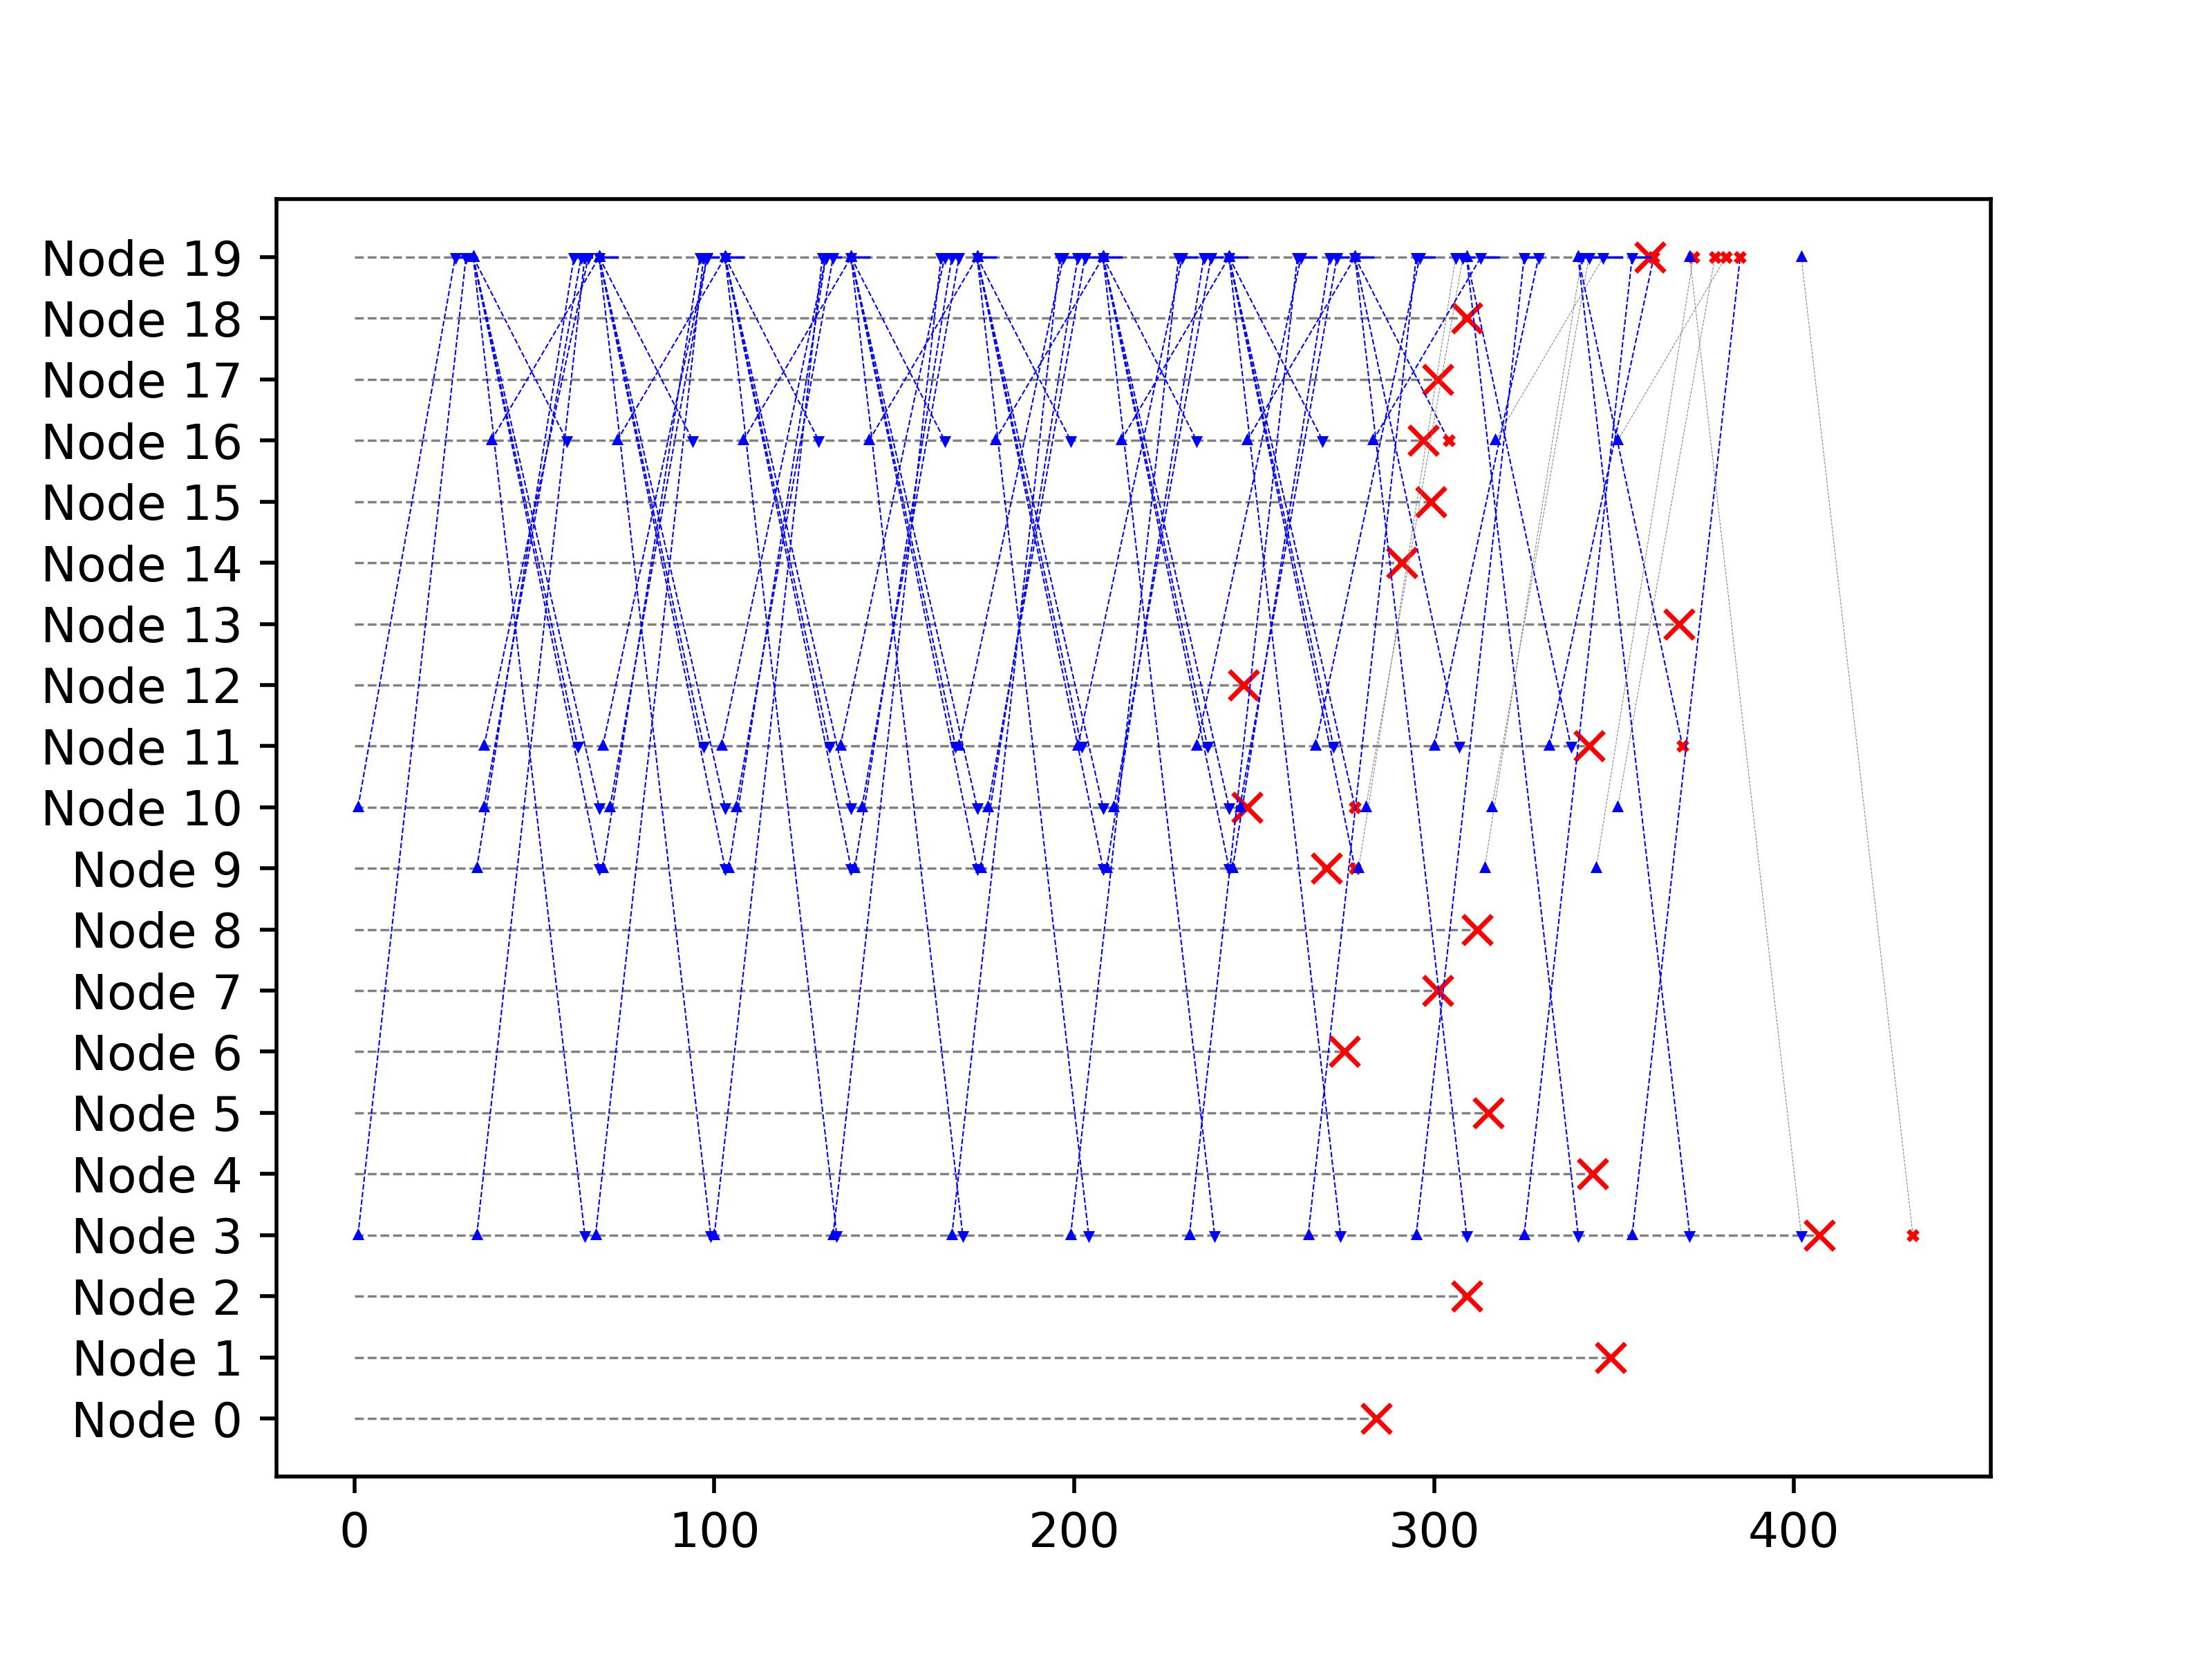 Node 19
Node 18
Node 17
Node 16
Node 15
Node 14
Node 13
Node 12
Node 11
Node 10
Node 9
Node 8
Node 7
Node 6
Node 5
Node 4
Node 3
Node 2
Node 1
Node 0
0 100 200 300 400